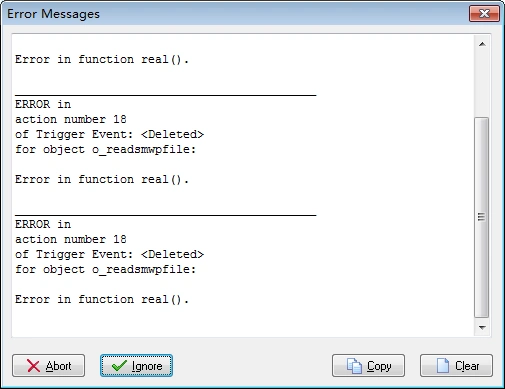 Error Messages
Error in function real().
ERROR in
action number 18
of Trigger Event: <Deleted>
for object o_readsmwpfile:
Error in function real().
ERROR in
action number 18
of Trigger Event: <Deleted>
for object o_readsmwpfile:
Error in function real().
Abort Ignore Copy Clear